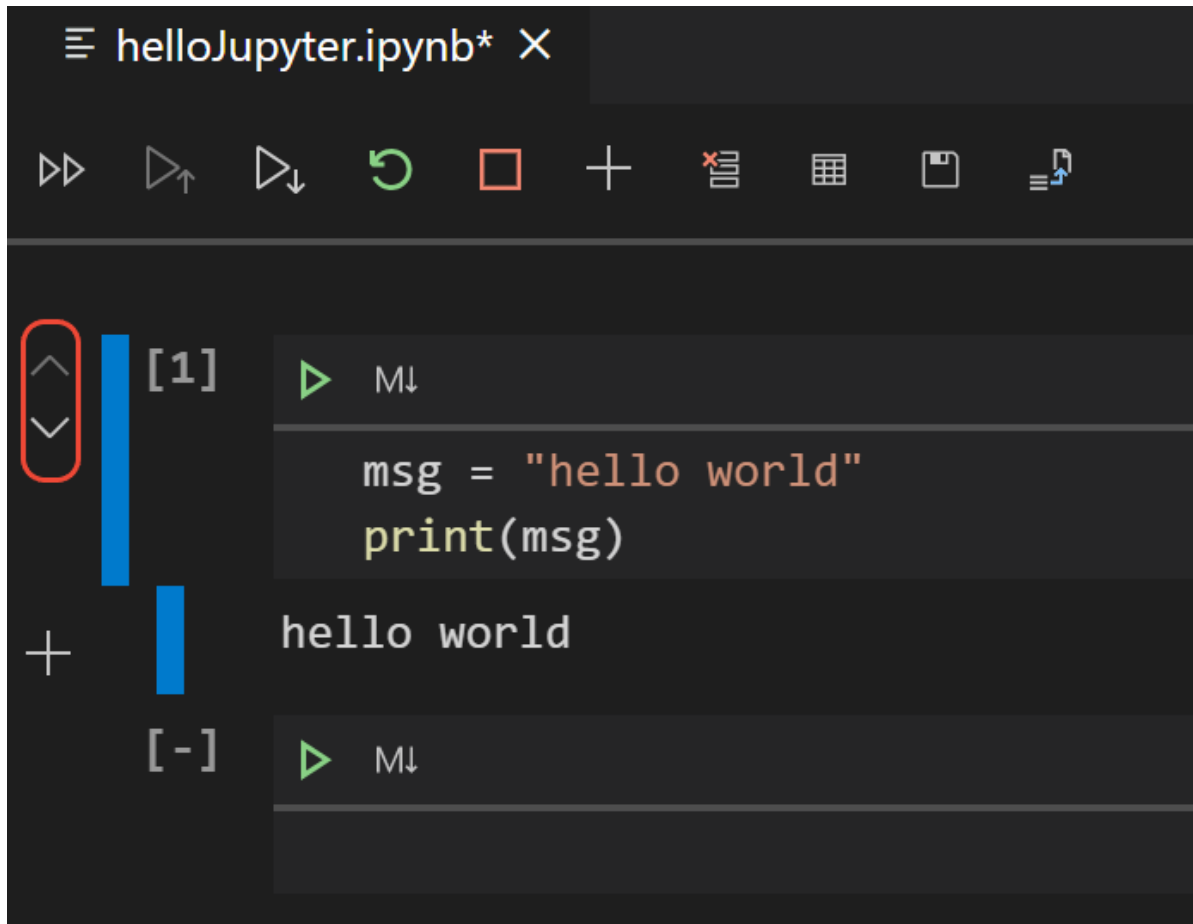 helloJupyter.ipynb*
[1]
M↓
msg = "hello world"
print(msg)
hello world
[-]
M↓